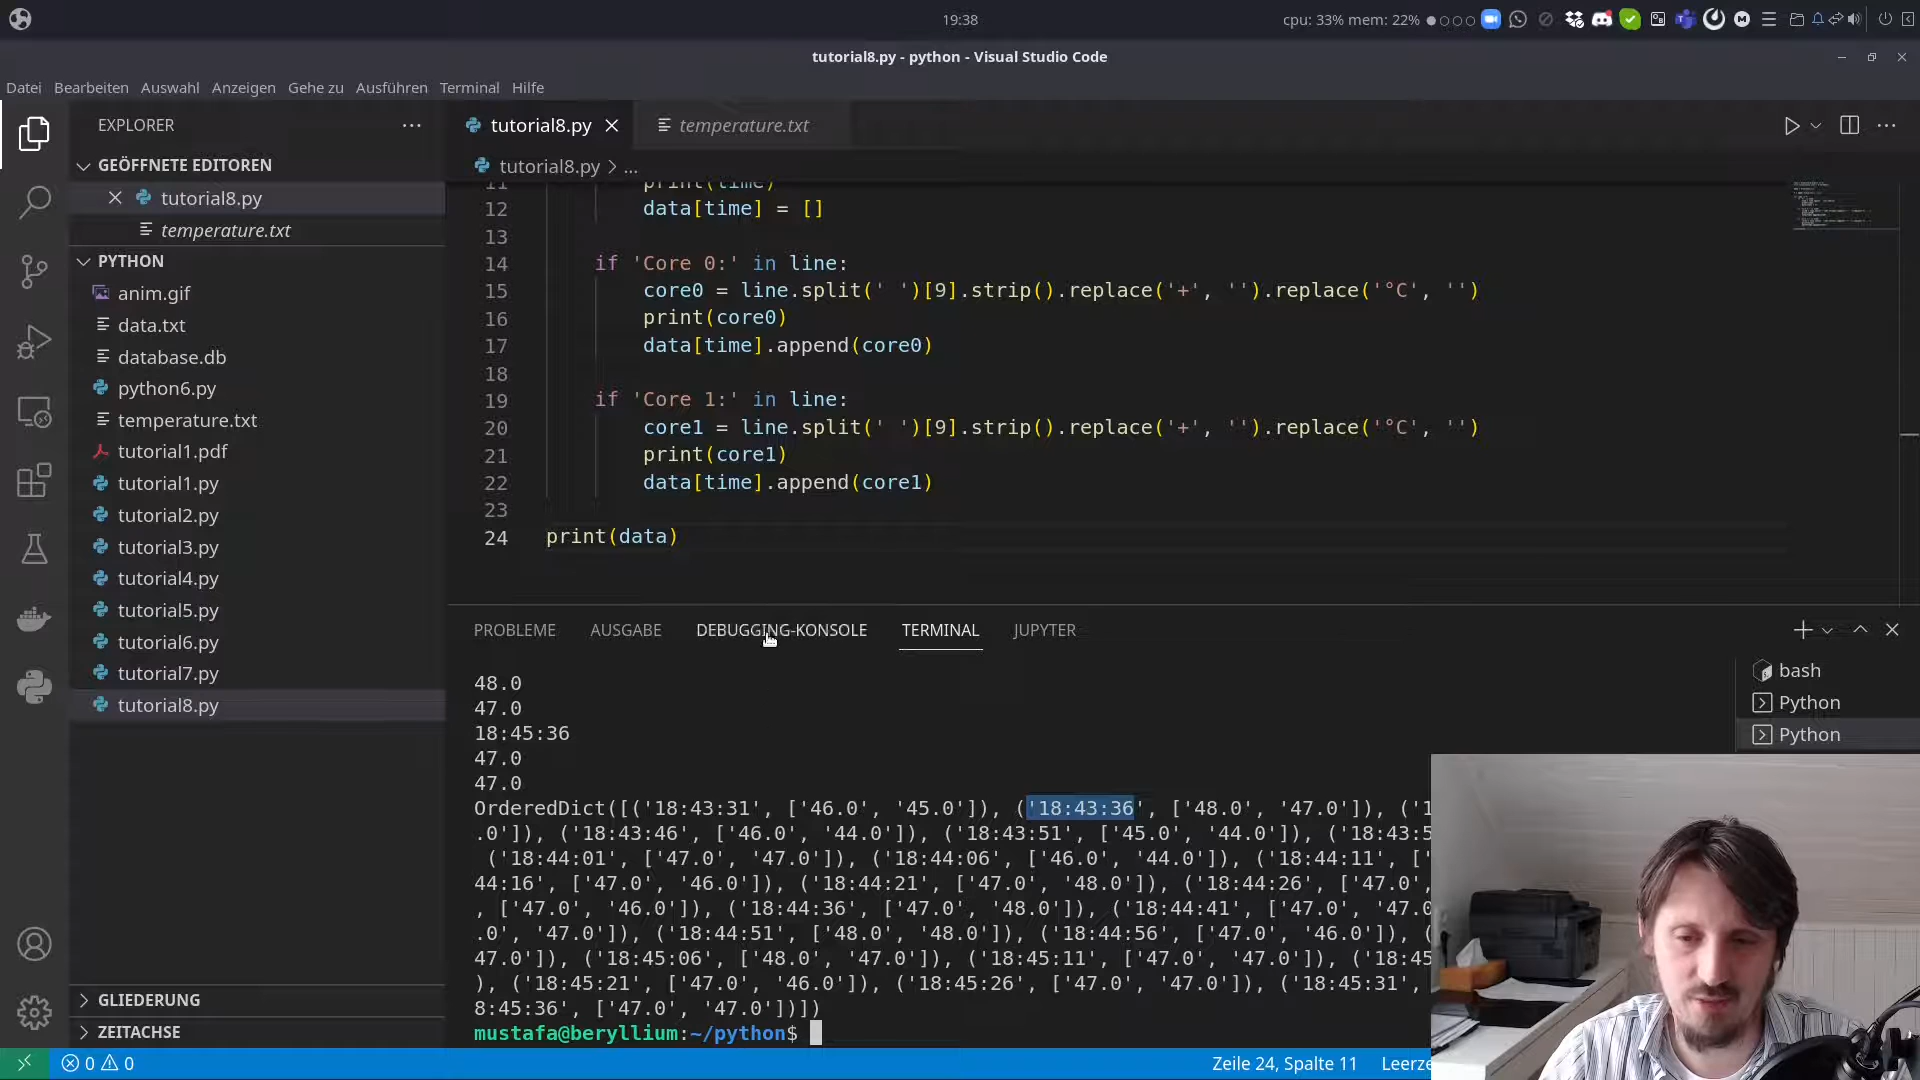 19:38
cpu: 33% mem: 22%
tutorial8.py - python - Visual Studio Code
Datei Bearbeiten Auswahl Anzeigen Gehe zu Ausführen Terminal Hilfe
EXPLORER
tutorial8.py
temperature.txt
GEÖFFNETE EDITOREN
tutorial8.py > ...
tutorial8.py
temperature.txt
PYTHON
anim.gif
data.txt
database.db
python6.py
temperature.txt
tutorial1.pdf
tutorial1.py
tutorial2.py
tutorial3.py
tutorial4.py
tutorial5.py
tutorial6.py
tutorial7.py
tutorial8.py
GLIEDERUNG
ZEITACHSE
11 print(time)
12 data[time] = []
13
14 if 'Core 0:' in line:
15 core0 = line.split(' ')[9].strip().replace('+', '').replace('°C', '')
16 print(core0)
17 data[time].append(core0)
18
19 if 'Core 1:' in line:
20 core1 = line.split(' ')[9].strip().replace('+', '').replace('°C', '')
21 print(core1)
22 data[time].append(core1)
23
24 print(data)
PROBLEME AUSGABE DEBUGGING-KONSOLE TERMINAL JUPYTER
bash
Python
Python
48.0
47.0
18:45:36
47.0
47.0
OrderedDict([('18:43:31', ['46.0', '45.0']), ('18:43:36', ['48.0', '47.0']), ('1
.0']), ('18:43:46', ['46.0', '44.0']), ('18:43:51', ['45.0', '44.0']), ('18:43:5
('18:44:01', ['47.0', '47.0']), ('18:44:06', ['46.0', '44.0']), ('18:44:11', ['
44:16', ['47.0', '46.0']), ('18:44:21', ['47.0', '48.0']), ('18:44:26', ['47.0',
, ['47.0', '46.0']), ('18:44:36', ['47.0', '48.0']), ('18:44:41', ['47.0', '47.0
.0', '47.0']), ('18:44:51', ['48.0', '48.0']), ('18:44:56', ['47.0', '46.0']), (
47.0']), ('18:45:06', ['48.0', '47.0']), ('18:45:11', ['47.0', '47.0']), ('18:45
), ('18:45:21', ['47.0', '46.0']), ('18:45:26', ['47.0', '47.0']), ('18:45:31',
8:45:36', ['47.0', '47.0'])])
mustafa@beryllium:~/python$
0 0
Zeile 24, Spalte 11 Leerze